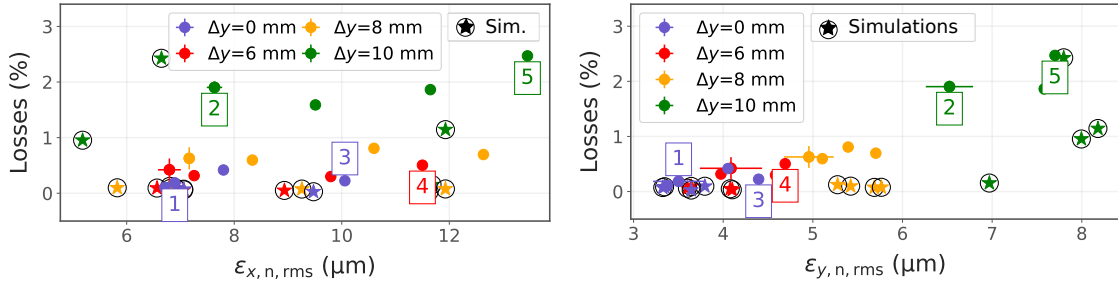 Δy=0 mm
Δy=6 mm
Δy=8 mm
Δy=10 mm
Sim.
3
2
1
0
Losses (%)
2
5
3
4
1
6
8
10
12
εx, n, rms (μm)
Δy=0 mm
Δy=6 mm
Δy=8 mm
Δy=10 mm
Simulations
3
2
1
0
Losses (%)
5
2
1
4
3
3
4
5
6
7
8
εy, n, rms (μm)